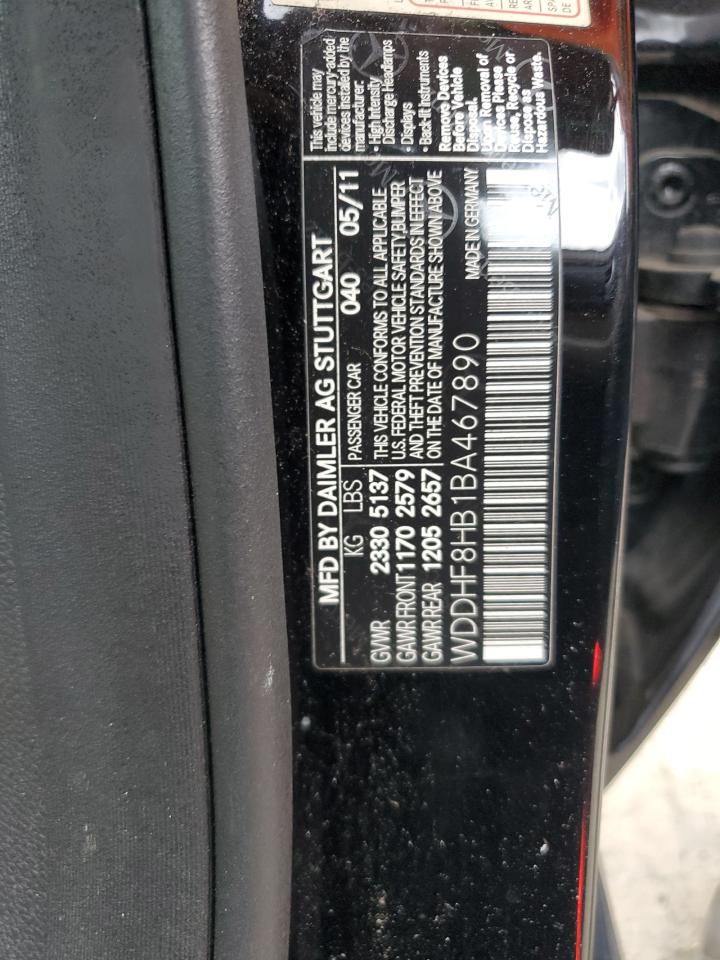 MFD BY DAIMLER AG STUTTGART
KG LBS PASSENGER CAR 040 05/11
GVWR 2330 5137
GAWR FRONT 1170 2579
GAWR REAR 1205 2657
THIS VEHICLE CONFORMS TO ALL APPLICABLE
U.S. FEDERAL MOTOR VEHICLE SAFETY, BUMPER
AND THEFT PREVENTION STANDARDS IN EFFECT
ON THE DATE OF MANUFACTURE SHOWN ABOVE
WDDHF8HB1BA467890 MADE IN GERMANY
This vehicle may
include mercury-added
devices installed by the
manufacturer:
• High Intensity
Discharge Headlamps
• Displays
• Back-lit Instruments
Remove Devices
Before Vehicle
Disposal.
Upon Removal of
Devices Please
Reuse, Recycle or
Dispose as
Hazardous Waste.